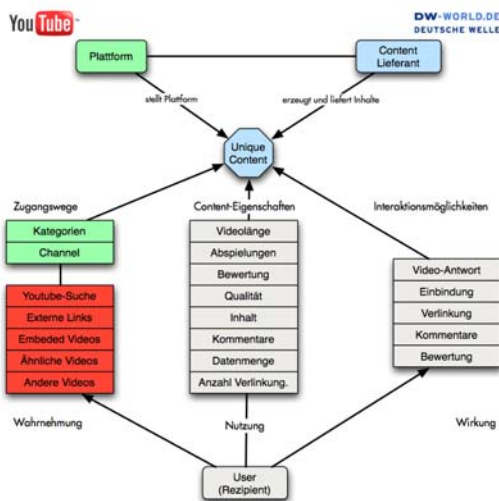 YouTube
DW-WORLD.DE
DEUTSCHE WELLE
Plattform
Content
Lieferant
stellt Plattform
erzeugt und liefert Inhalte
Unique
Content
Zugangswege
Content-Eigenschaften
Interaktionsmöglichkeiten
Kategorien
Channel
Youtube-Suche
Externe Links
Embeded Videos
Ähnliche Videos
Andere Videos
Videolänge
Abspielungen
Bewertung
Qualität
Inhalt
Kommentare
Datenmenge
Anzahl Verlinkung.
Video-Antwort
Einbindung
Verlinkung
Kommentare
Bewertung
Wahrnehmung
Nutzung
Wirkung
User
(Rezipient)